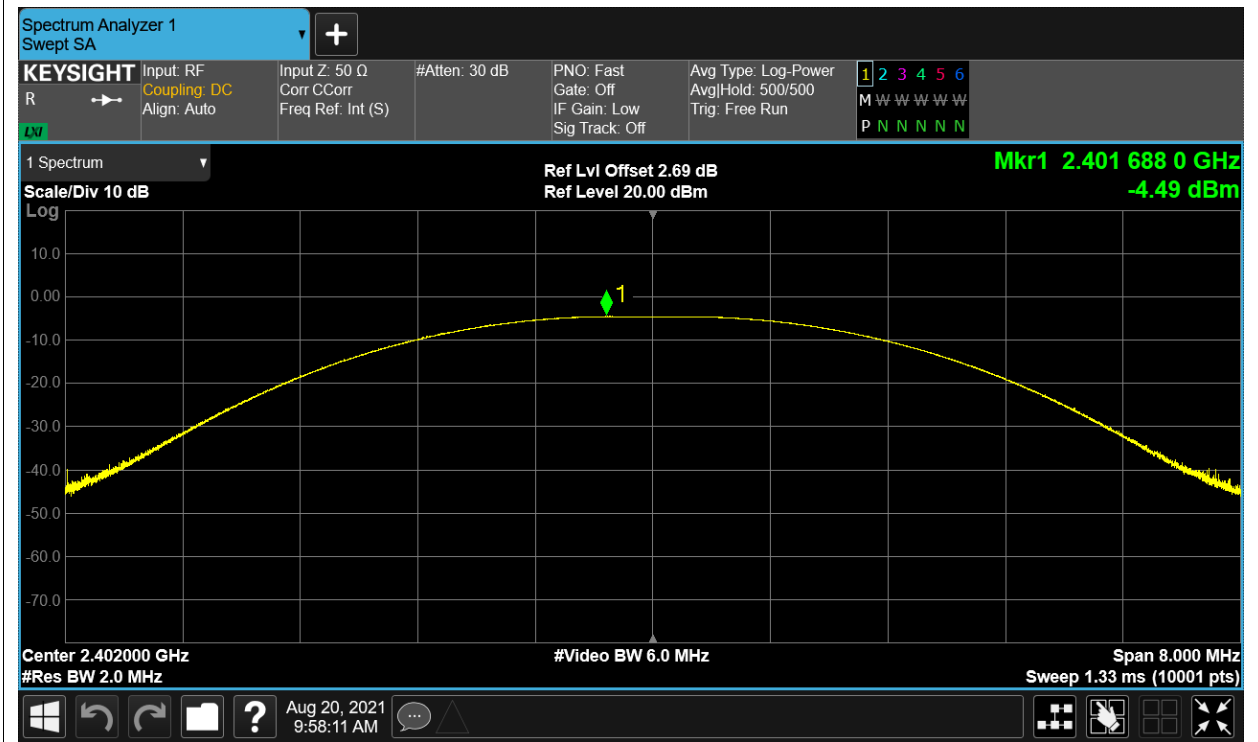 Spectrum Analyzer 1
Swept SA
KEYSIGHT
R
LXI
Input: RF
Coupling: DC
Align: Auto
Input Z: 50 Ω
Corr CCorr
Freq Ref: Int (S)
#Atten: 30 dB
PNO: Fast
Gate: Off
IF Gain: Low
Sig Track: Off
Avg Type: Log-Power
Avg|Hold: 500/500
Trig: Free Run
1 2 3 4 5 6
M W W W W W
P N N N N N
1 Spectrum
Scale/Div 10 dB
Log
Ref Lvl Offset 2.69 dB
Ref Level 20.00 dBm
Mkr1 2.401 688 0 GHz
-4.49 dBm
10.0
0.00
-10.0
-20.0
-30.0
-40.0
-50.0
-60.0
-70.0
1
Center 2.402000 GHz
#Res BW 2.0 MHz
#Video BW 6.0 MHz
Span 8.000 MHz
Sweep 1.33 ms (10001 pts)
?
Aug 20, 2021
9:58:11 AM